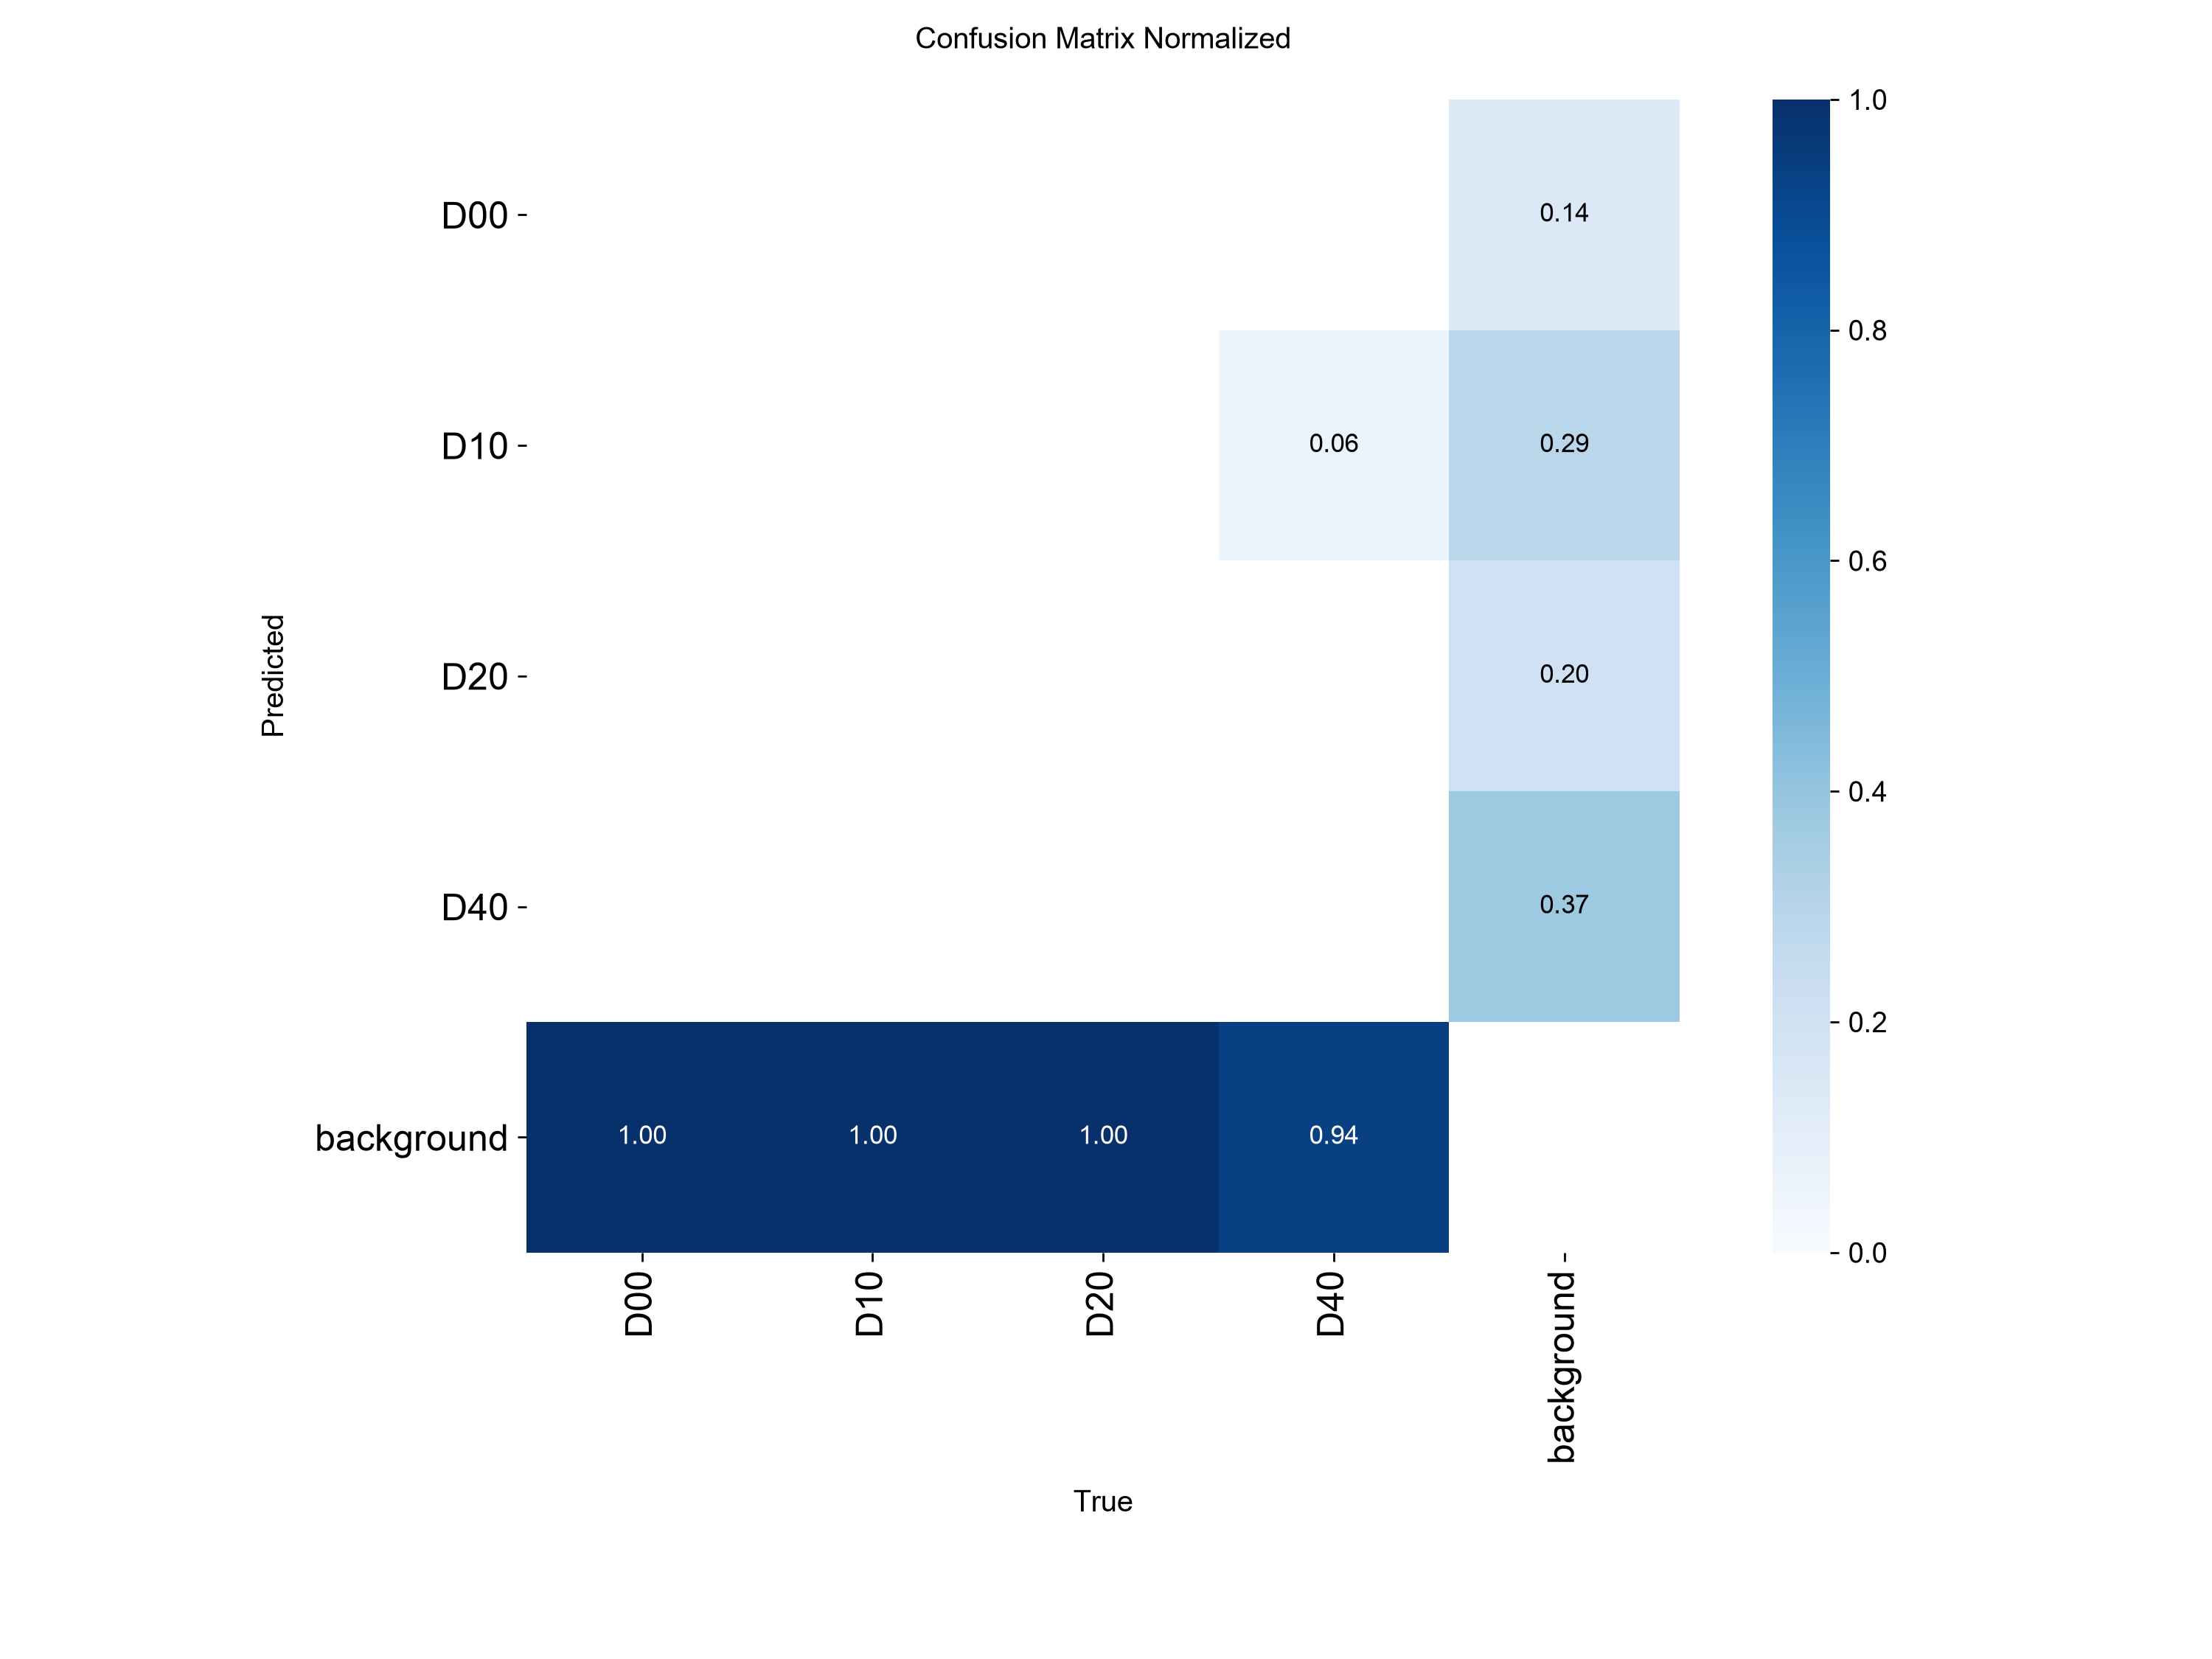 Confusion Matrix Normalized
D00
0.14
D10
0.06 0.29
D20
0.20
D40
0.37
background
1.00 1.00 1.00 0.94
D00 D10 D20 D40 background
Predicted
True
1.0
0.8
0.6
0.4
0.2
0.0